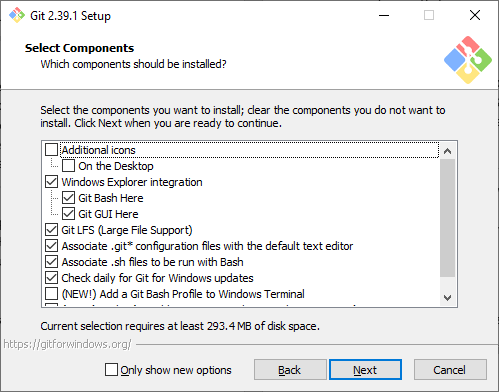 Git 2.39.1 Setup
Select Components
Which components should be installed?
Select the components you want to install; clear the components you do not want to
install. Click Next when you are ready to continue.
Additional icons
On the Desktop
Windows Explorer integration
Git Bash Here
Git GUI Here
Git LFS (Large File Support)
Associate .git* configuration files with the default text editor
Associate .sh files to be run with Bash
Check daily for Git for Windows updates
(NEW!) Add a Git Bash Profile to Windows Terminal
Current selection requires at least 293.4 MB of disk space.
https://gitforwindows.org/
Only show new options
Back
Next
Cancel